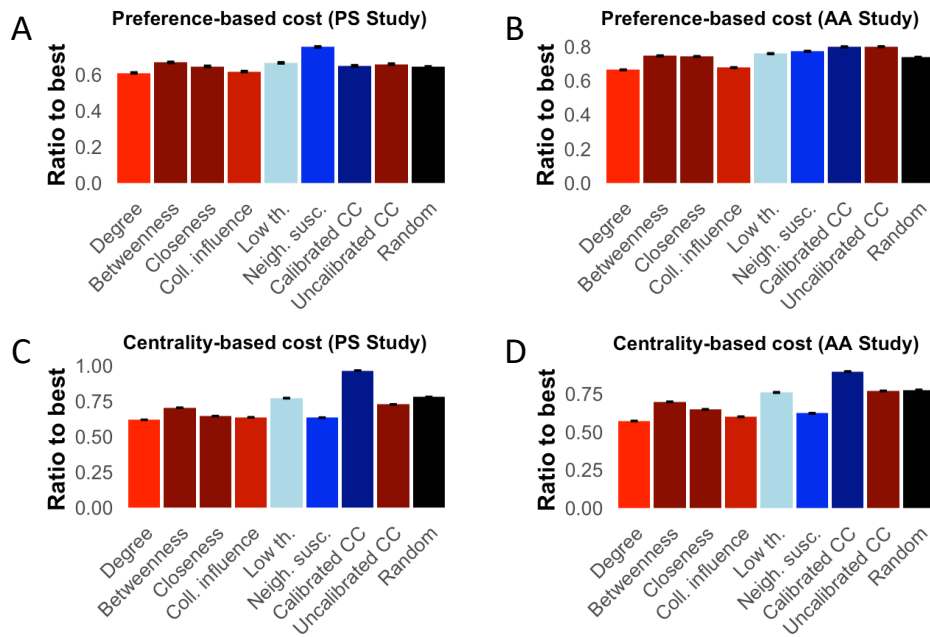 A
Preference-based cost (PS Study)
Ratio to best
0.6
0.4
0.2
0.0
Degree
Betweenness
Closeness
Coll. influence
Low th.
Neigh. susc.
Calibrated CC
Uncalibrated CC
Random
B
Preference-based cost (AA Study)
Ratio to best
0.8
0.6
0.4
0.2
0.0
Degree
Betweenness
Closeness
Coll. influence
Low th.
Neigh. susc.
Calibrated CC
Uncalibrated CC
Random
C
Centrality-based cost (PS Study)
Ratio to best
1.00
0.75
0.50
0.25
0.00
Degree
Betweenness
Closeness
Coll. influence
Low th.
Neigh. susc.
Calibrated CC
Uncalibrated CC
Random
D
Centrality-based cost (AA Study)
Ratio to best
0.75
0.50
0.25
0.00
Degree
Betweenness
Closeness
Coll. influence
Low th.
Neigh. susc.
Calibrated CC
Uncalibrated CC
Random